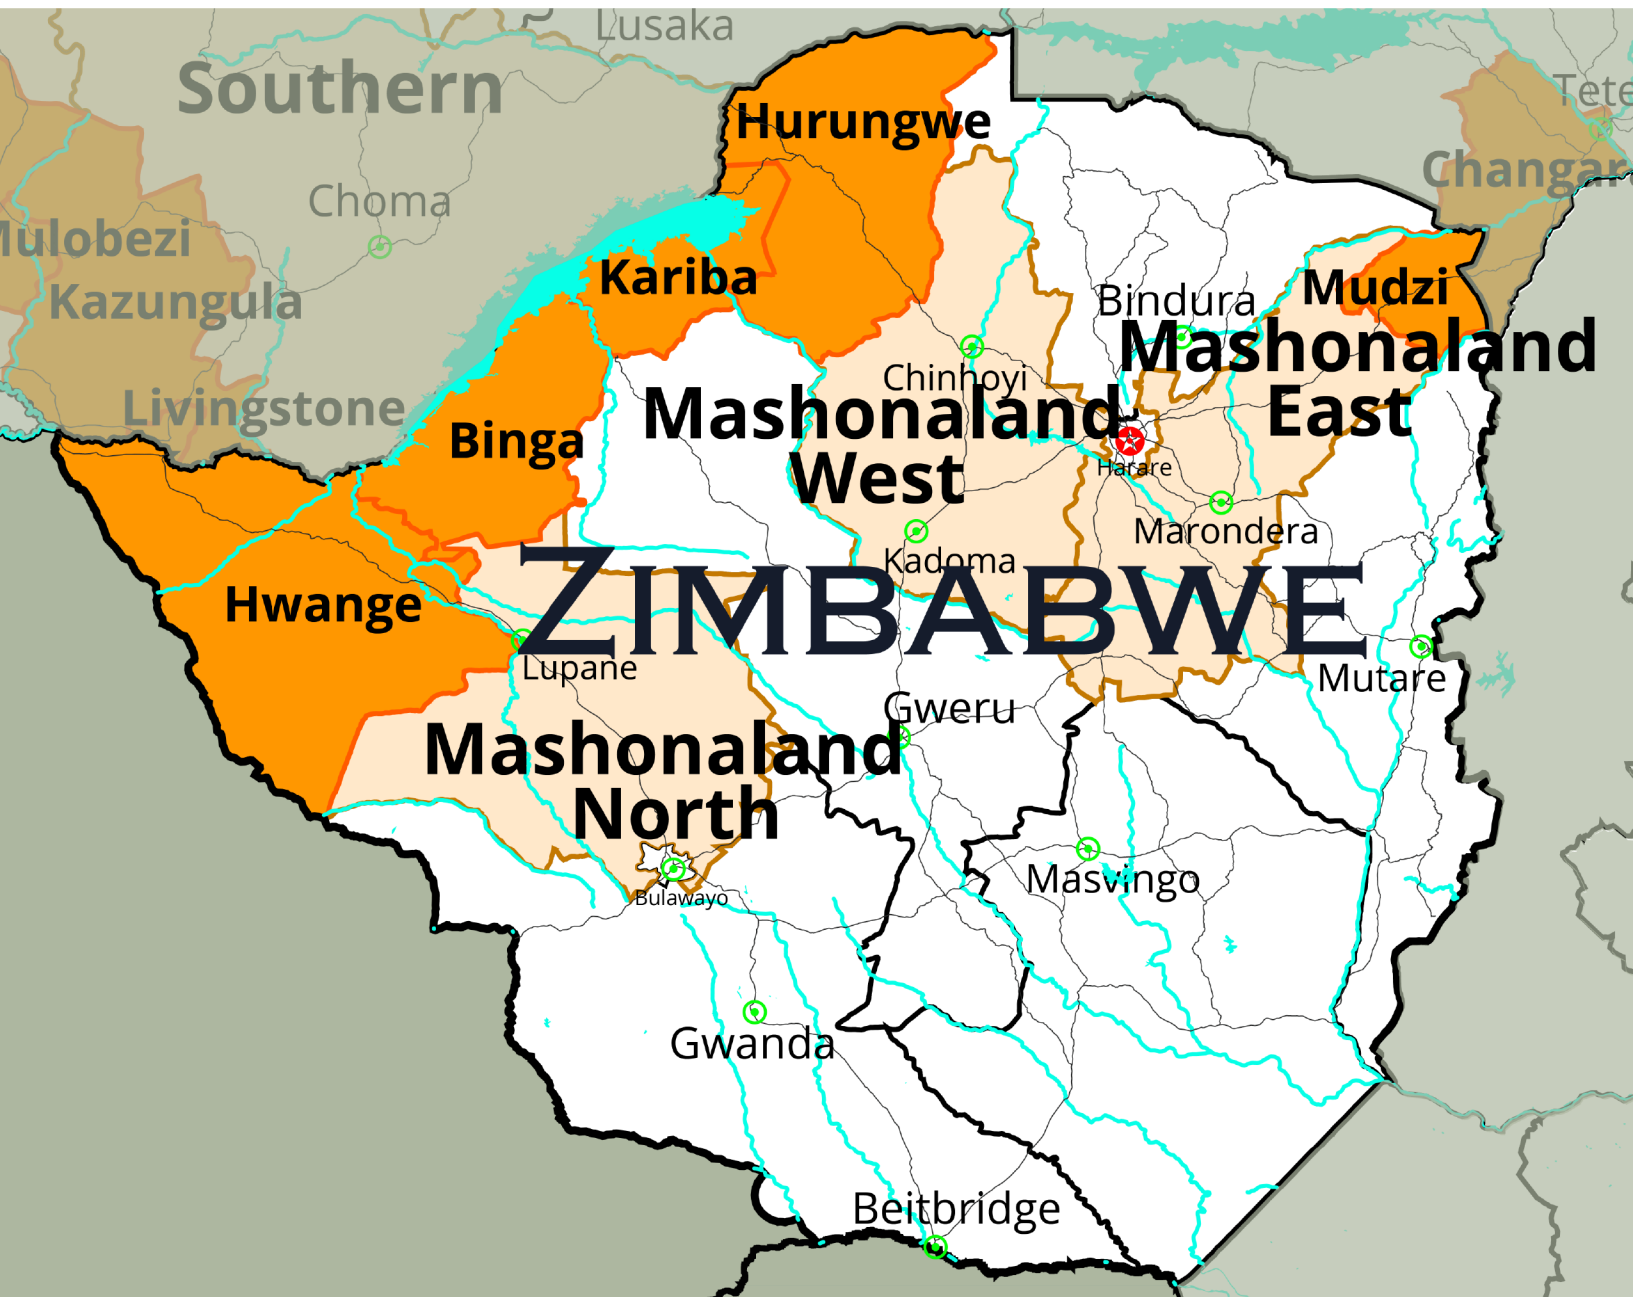 Lusaka
Southern
Tete
Hurungwe
Changar
Choma
Mulobezi
Kariba
Kazungula
Mudzi
Bindura
Mashonaland
East
Chinhoyi
Livingstone
Mashonaland
West
Binga
Harare
Marondera
Kadoma
ZIMBABWE
Hwange
Lupane
Mutare
Gweru
Mashonaland
North
Masvingo
Bulawayo
Gwanda
Beitbridge